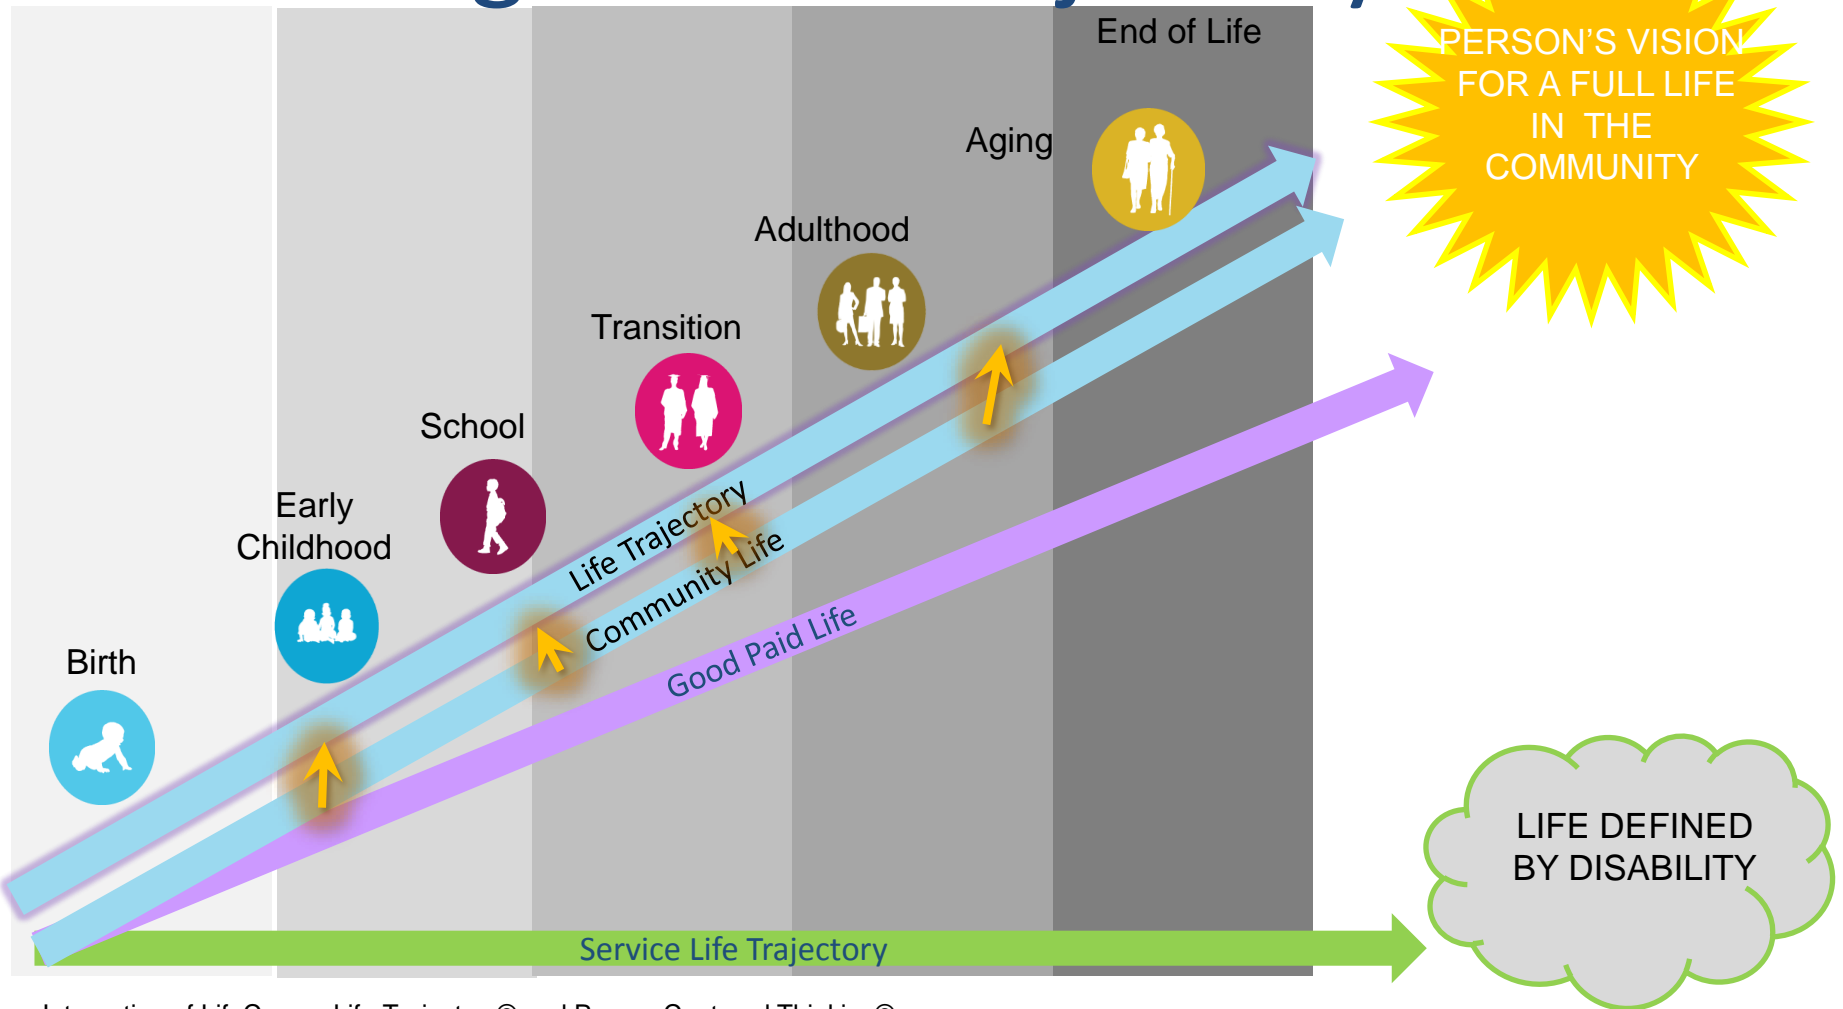 End of Life
PERSON'S VISION
FOR A FULL LIFE
IN THE
COMMUNITY
Aging
Adulthood
Transition
School
Early
Childhood
Birth
Life Trajectory
Community Life
Good Paid Life
LIFE DEFINED
BY DISABILITY
Service Life Trajectory